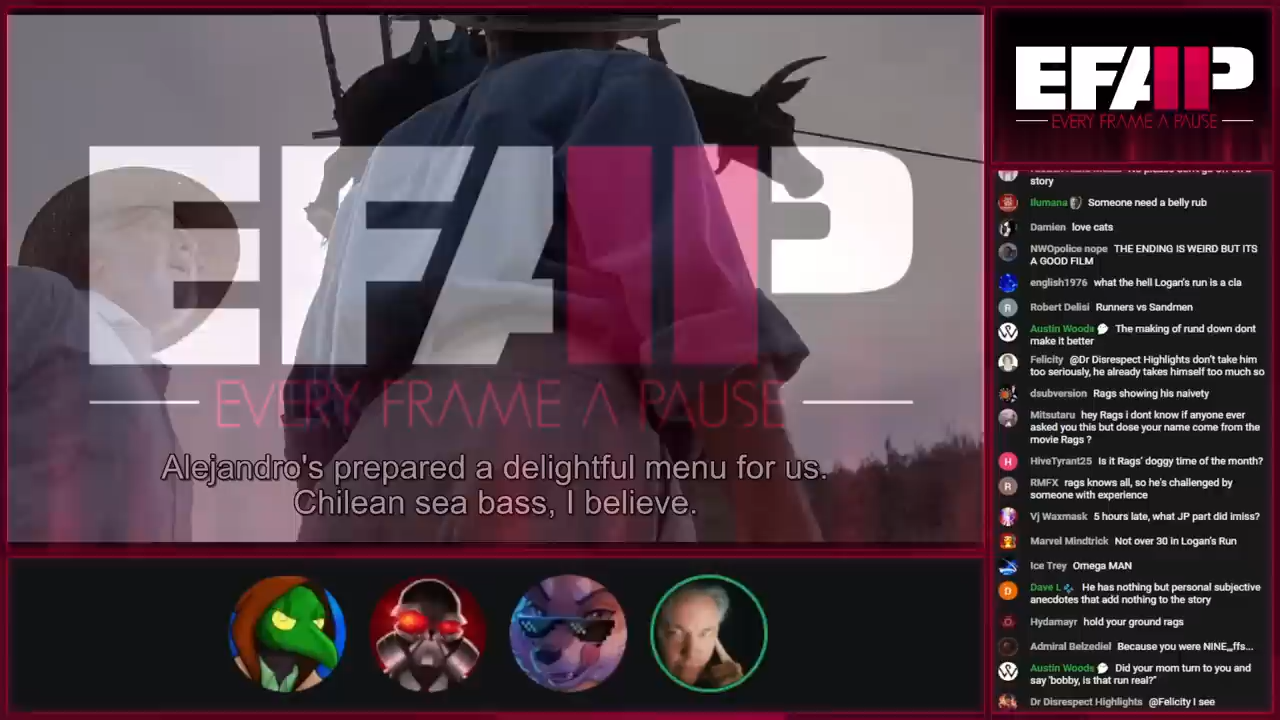 EFAP
EVERY FRAME A PAUSE
Alejandro's prepared a delightful menu for us.
Chilean sea bass, I believe.
EFAP
EVERY FRAME A PAUSE
story
Ilumana Someone need a belly rub
Damien love cats
NWOpolice nope THE ENDING IS WEIRD BUT ITS
A GOOD FILM
english1976 what the hell Logan's run is a cla
R Robert Delisi Runners vs Sandmen
Austin Woods The making of rund down dont
make it better
Felicity @Dr Disrespect Highlights don't take him
too seriously, he already takes himself too much so
dsubversion Rags showing his naivety
Mitsutaru hey Rags i dont know if anyone ever
asked you this but dose your name come from the
movie Rags ?
H HiveTyrant25 Is it Rags' doggy time of the month?
R RMFX rags knows all, so he's challenged by
someone with experience
Vj Waxmask 5 hours late, what JP part did imiss?
Marvel Mindtrick Not over 30 in Logan's Run
Ice Trey Omega MAN
D Dave L He has nothing but personal subjective
anecdotes that add nothing to the story
Hydamayr hold your ground rags
Admiral Belzediel Because you were NINE,,,ffs...
Austin Woods Did your mom turn to you and
say 'bobby, is that run real?"
Dr Disrespect Highlights @Felicity I see